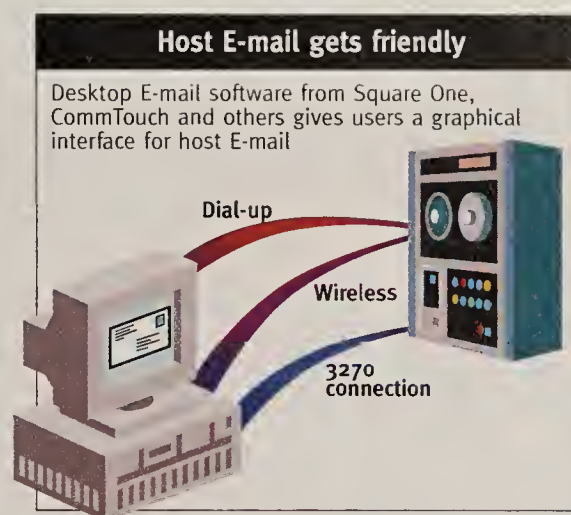 Host E-mail gets friendly
Desktop E-mail software from Square One,
CommTouch and others gives users a graphical
interface for host E-mail
Dial-up
Wireless
3270
connection